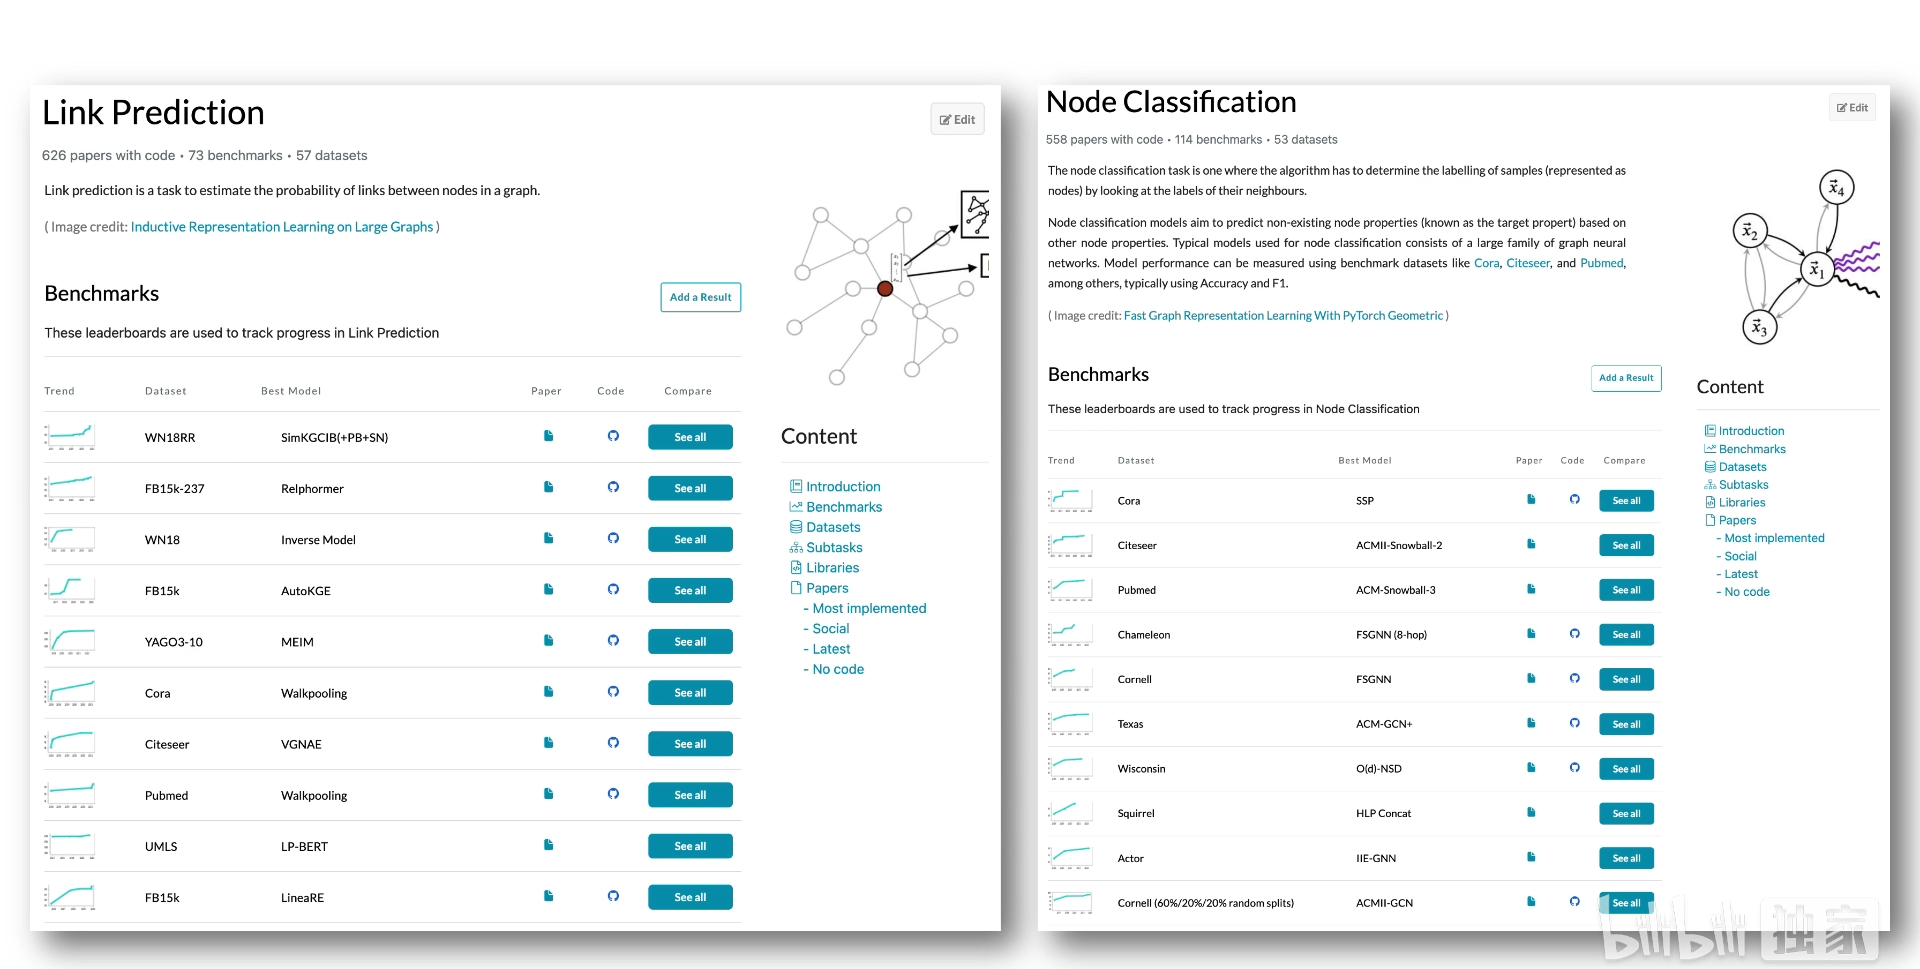 Link Prediction
Edit
626 papers with code • 73 benchmarks • 57 datasets
Link prediction is a task to estimate the probability of links between nodes in a graph.
( Image credit: Inductive Representation Learning on Large Graphs )
Benchmarks
Add a Result
These leaderboards are used to track progress in Link Prediction
Trend Dataset Best Model Paper Code Compare
WN18RR SimKGCIB(+PB+SN) See all
FB15k-237 Relphormer See all
WN18 Inverse Model See all
FB15k AutoKGE See all
YAGO3-10 MEIM See all
Cora Walkpooling See all
Citeseer VGNAE See all
Pubmed Walkpooling See all
UMLS LP-BERT See all
FB15k LineaRE See all
Content
Introduction
Benchmarks
Datasets
Subtasks
Libraries
Papers
- Most implemented
- Social
- Latest
- No code
Node Classification
Edit
558 papers with code • 114 benchmarks • 53 datasets
The node classification task is one where the algorithm has to determine the labelling of samples (represented as
nodes) by looking at the labels of their neighbours.
Node classification models aim to predict non-existing node properties (known as the target propert) based on
other node properties. Typical models used for node classification consists of a large family of graph neural
networks. Model performance can be measured using benchmark datasets like Cora, Citeseer, and Pubmed,
among others, typically using Accuracy and F1.
( Image credit: Fast Graph Representation Learning With PyTorch Geometric )
x⃗4
x⃗2
x⃗1
x⃗3
Benchmarks
Add a Result
These leaderboards are used to track progress in Node Classification
Trend Dataset Best Model Paper Code Compare
Cora SSP See all
Citeseer ACMII-Snowball-2 See all
Pubmed ACM-Snowball-3 See all
Chameleon FSGNN (8-hop) See all
Cornell FSGNN See all
Texas ACM-GCN+ See all
Wisconsin O(d)-NSD See all
Squirrel HLP Concat See all
Actor IIE-GNN See all
Cornell (60%/20%/20% random splits) ACMII-GCN See all
Content
Introduction
Benchmarks
Datasets
Subtasks
Libraries
Papers
- Most implemented
- Social
- Latest
- No code
bilibili 独家